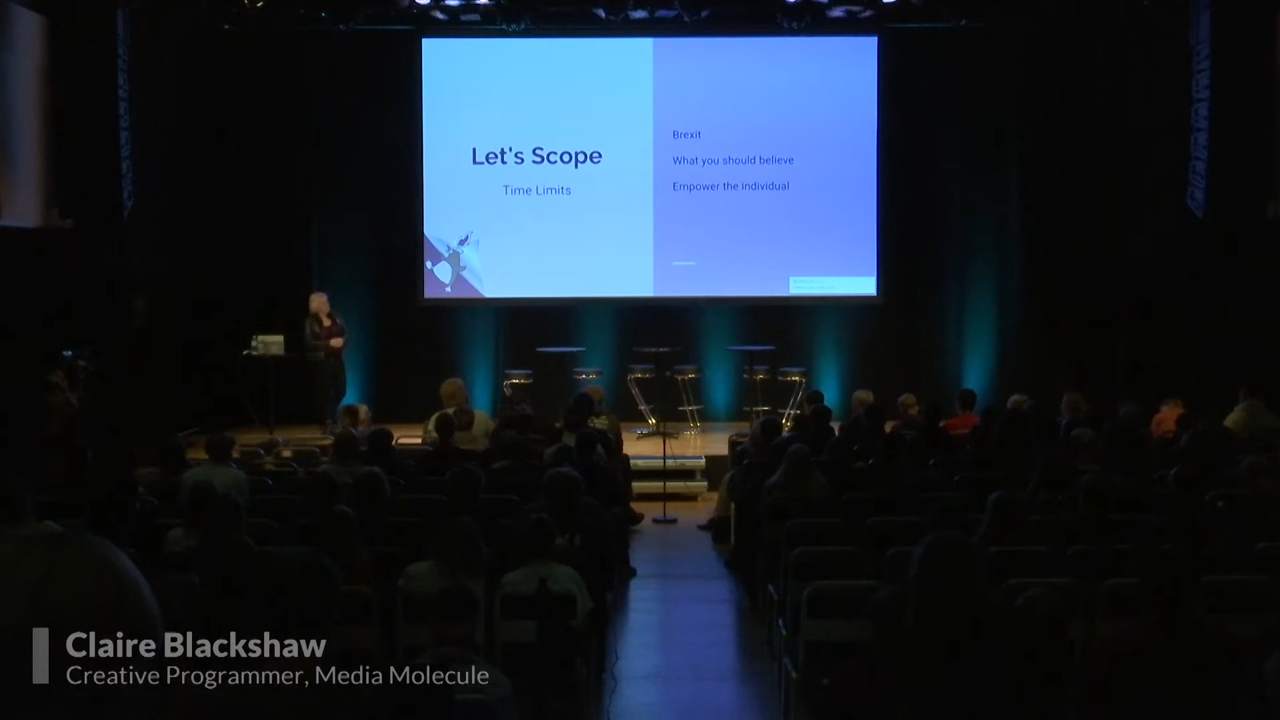 Let's Scope
Time Limits
Brexit
What you should believe
Empower the individual
Claire Blackshaw
Creative Programmer, Media Molecule